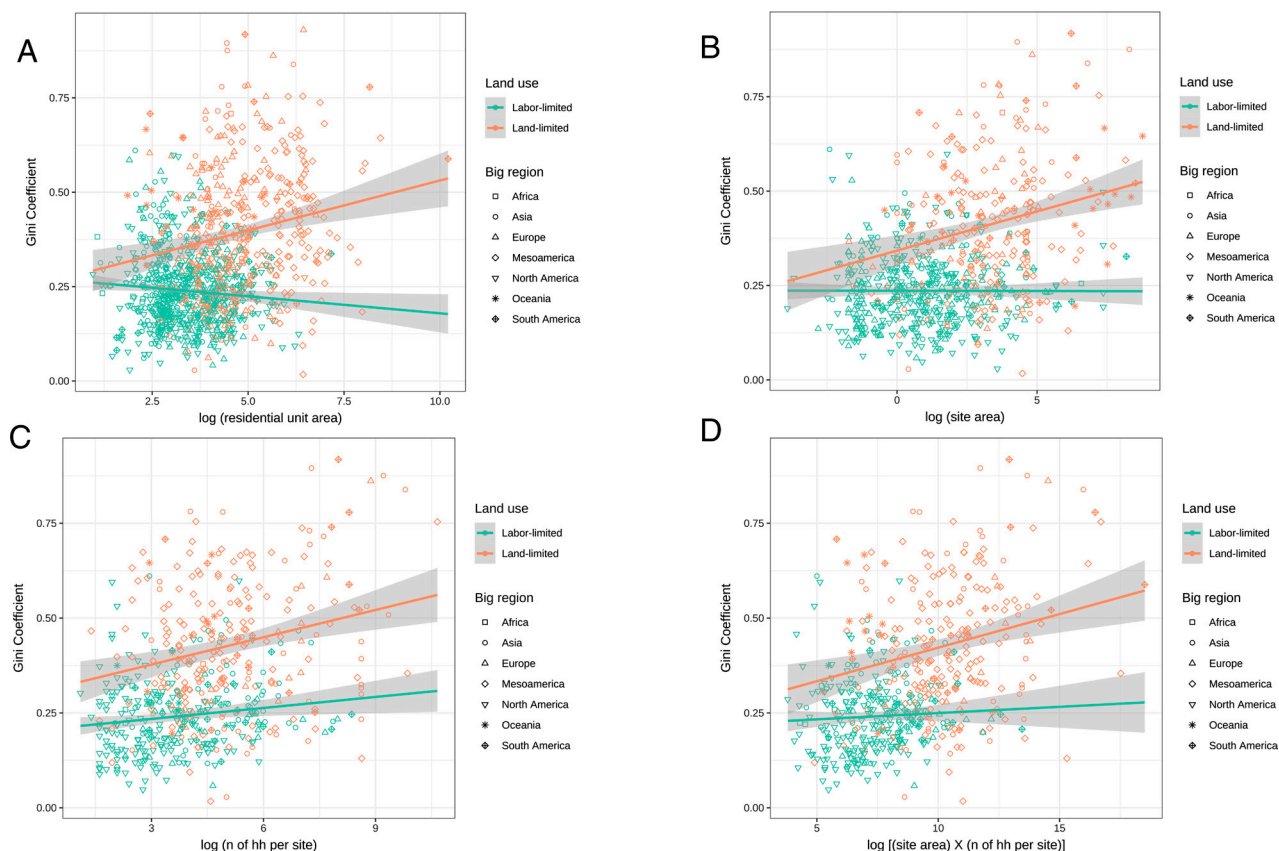 A
Gini Coefficient
0.75
0.50
0.25
0.00
2.5
5.0
7.5
10.0
log (residential unit area)
Land use
Labor-limited
Land-limited
Big region
Africa
Asia
Europe
Mesoamerica
North America
Oceania
South America
B
Gini Coefficient
0.75
0.50
0.25
0.00
0
5
log (site area)
Land use
Labor-limited
Land-limited
Big region
Africa
Asia
Europe
Mesoamerica
North America
Oceania
South America
C
Gini Coefficient
0.75
0.50
0.25
0.00
3
6
9
log (n of hh per site)
Land use
Labor-limited
Land-limited
Big region
Africa
Asia
Europe
Mesoamerica
North America
Oceania
South America
D
Gini Coefficient
0.75
0.50
0.25
0.00
5
10
15
log [(site area) X (n of hh per site)]
Land use
Labor-limited
Land-limited
Big region
Africa
Asia
Europe
Mesoamerica
North America
Oceania
South America